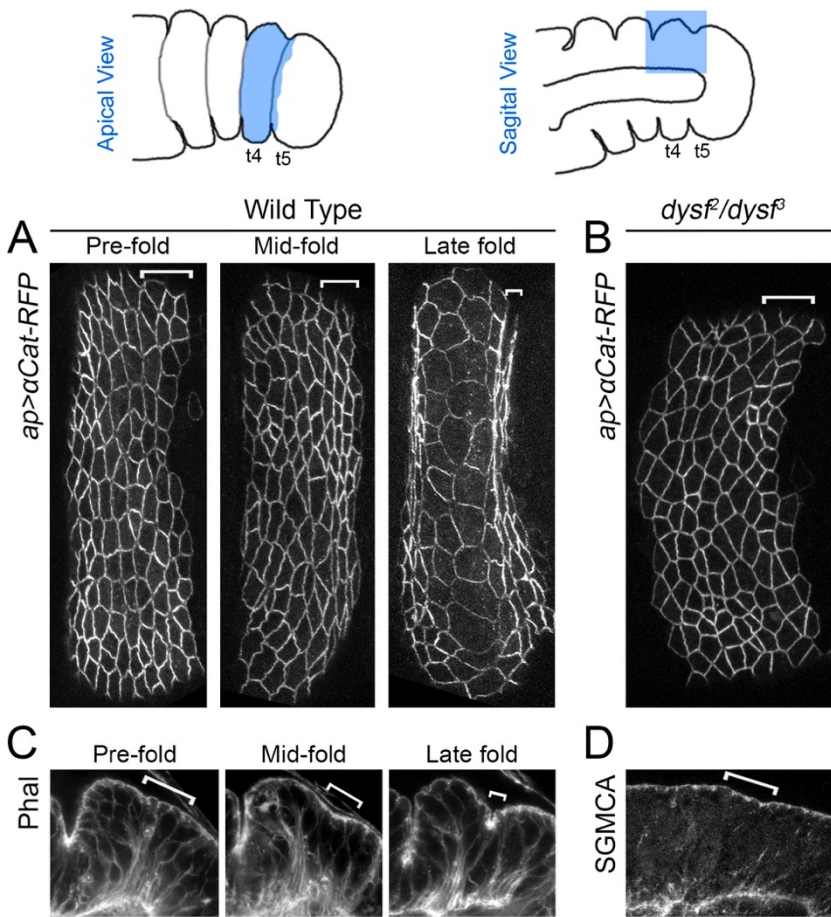 Apical View
t4 t5
Sagital View
t4 t5
Wild Type
dysf²/dysf³
A
Pre-fold
Mid-fold
Late fold
B
ap>αCat-RFP
ap>αCat-RFP
C
Pre-fold
Mid-fold
Late fold
D
Phal
SGMCA